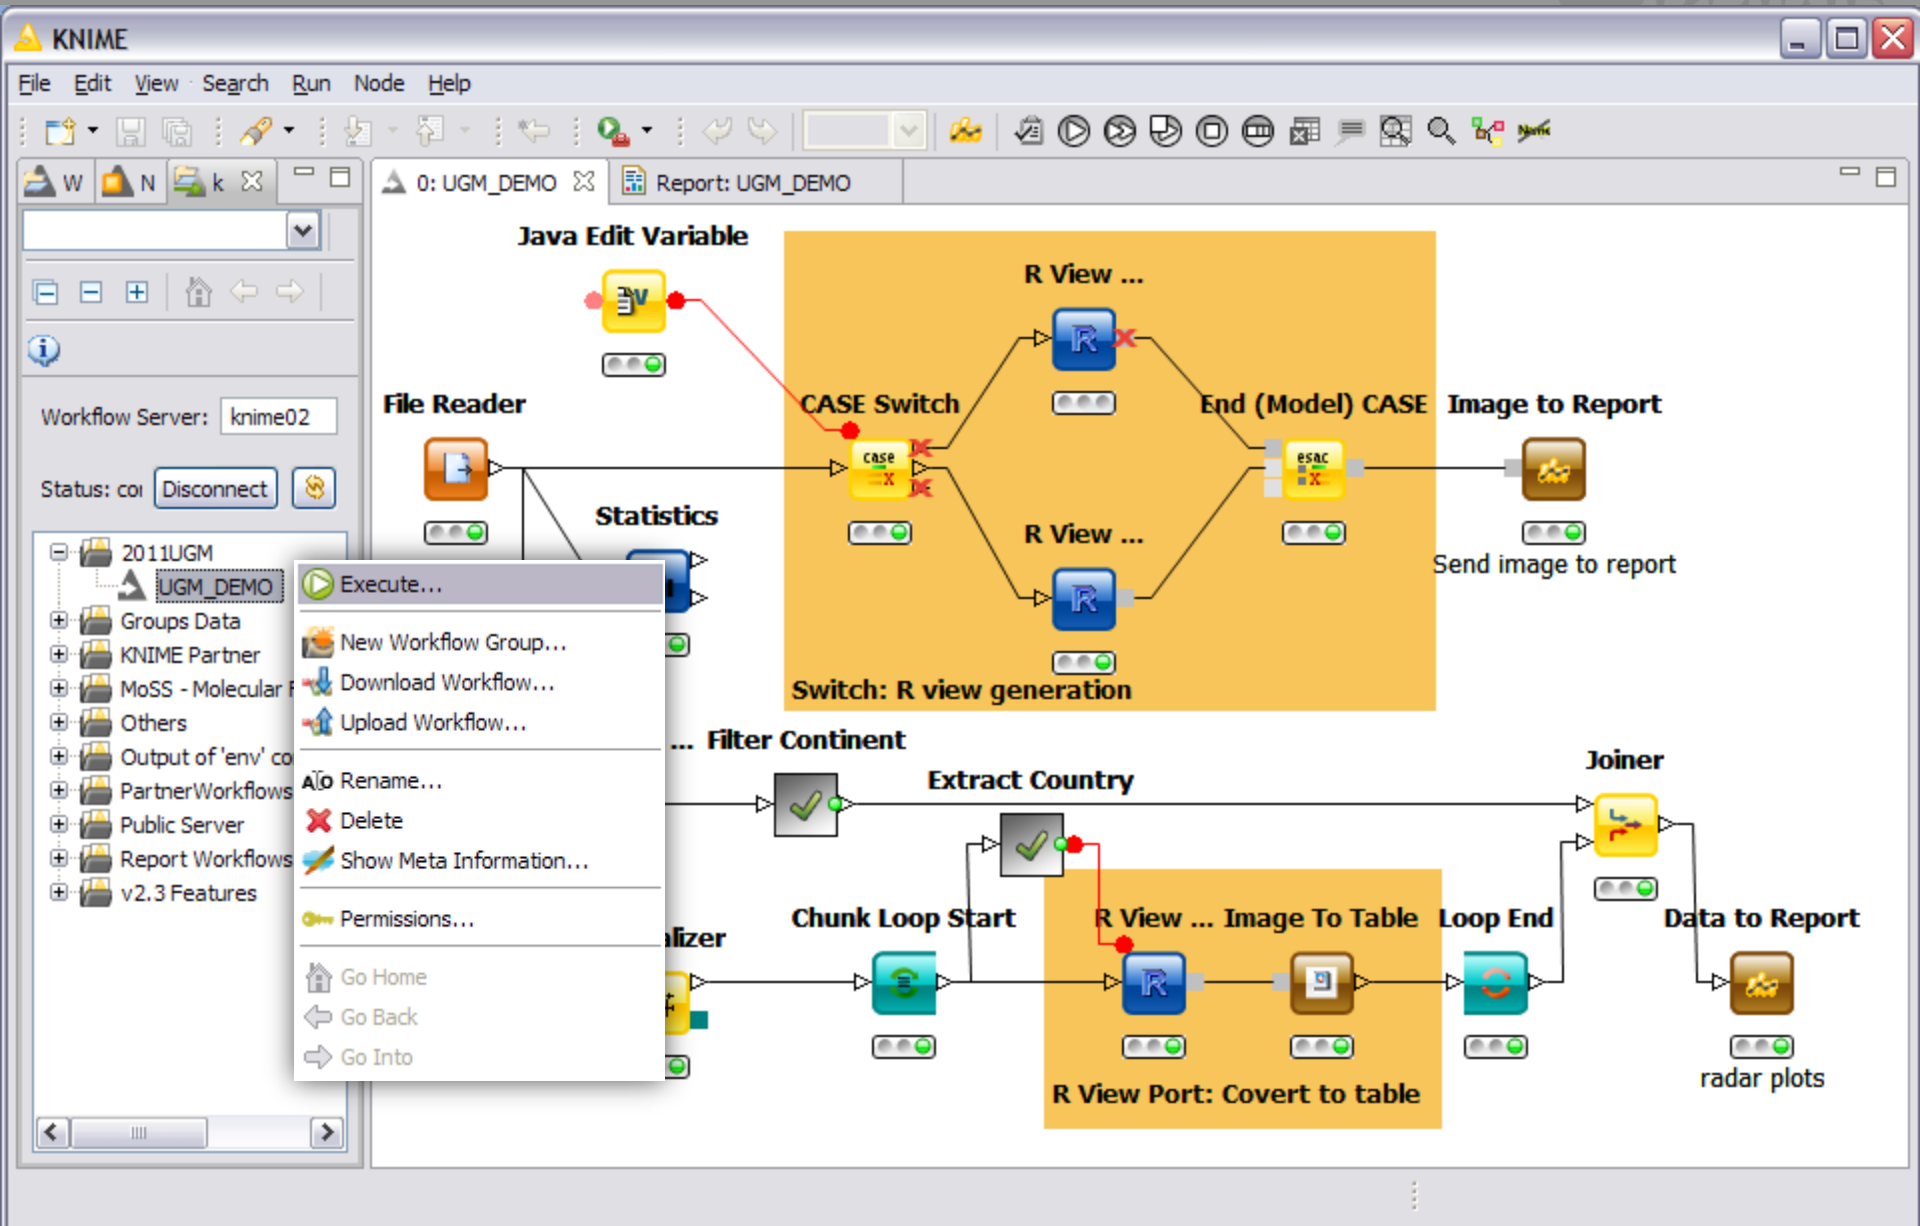 KNIME
File Edit View Search Run Node Help
W N k
0: UGM_DEMO Report: UGM_DEMO
Workflow Server: knime02
Status: Disconnect
2011UGM
UGM_DEMO
Groups Data
KNIME Partner
MoSS - Molecular
Others
Output of 'env' co
PartnerWorkflows
Public Server
Report Workflows
v2.3 Features
Execute...
New Workflow Group...
Download Workflow...
Upload Workflow...
Rename...
Delete
Show Meta Information...
Permissions...
Go Home
Go Back
Go Into
Java Edit Variable
R View ...
File Reader
CASE Switch
End (Model) CASE
Image to Report
case
esac
Statistics
R View ...
Send image to report
Switch: R view generation
... Filter Continent
Extract Country
Joiner
alizer
Chunk Loop Start
R View ... Image To Table
Loop End
Data to Report
R View Port: Covert to table
radar plots